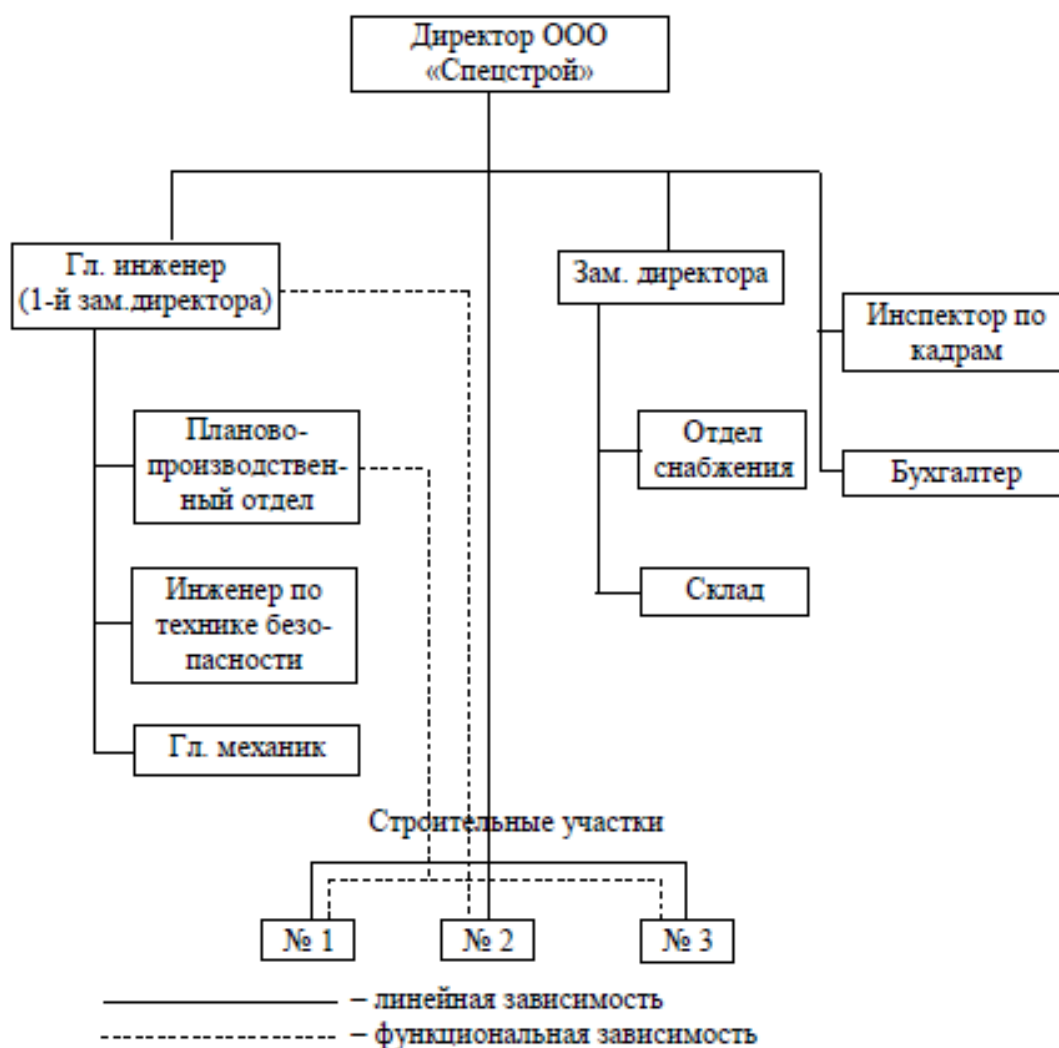 Директор ООО
«Спецстрой»
Гл. инженер
(1-й зам.директора)
Зам. директора
Инспектор по
кадрам
Планово-
производствен-
ный отдел
Отдел
снабжения
Бухгалтер
Инженер по
технике безо-
пасности
Склад
Гл. механик
Строительные участки
№ 1
№ 2
№ 3
– линейная зависимость
– функциональная зависимость